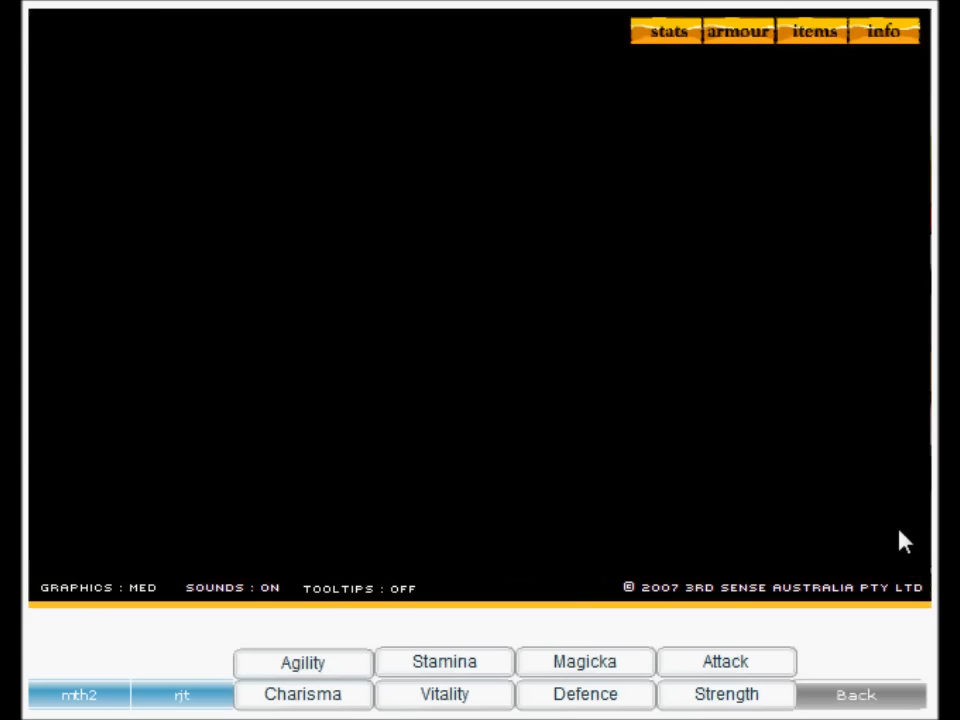 stats armour items info
GRAPHICS : MED SOUNDS : ON TOOLTIPS : OFF © 2007 3RD SENSE AUSTRALIA PTY LTD
Agility Stamina Magicka Attack
mth2 rjt Charisma Vitality Defence Strength Back